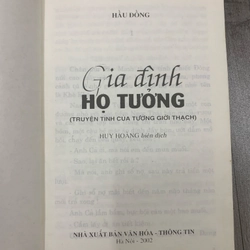 HẦU ĐỒNG
Gia đình
HỌ TƯỞNG
(TRUYỆN TÌNH CỦA TƯỞNG GIỚI THẠCH)
HUY HOÀNG biên dịch
NHÀ XUẤT BẢN VĂN HÓA - THÔNG TIN
Hà Nội - 2002